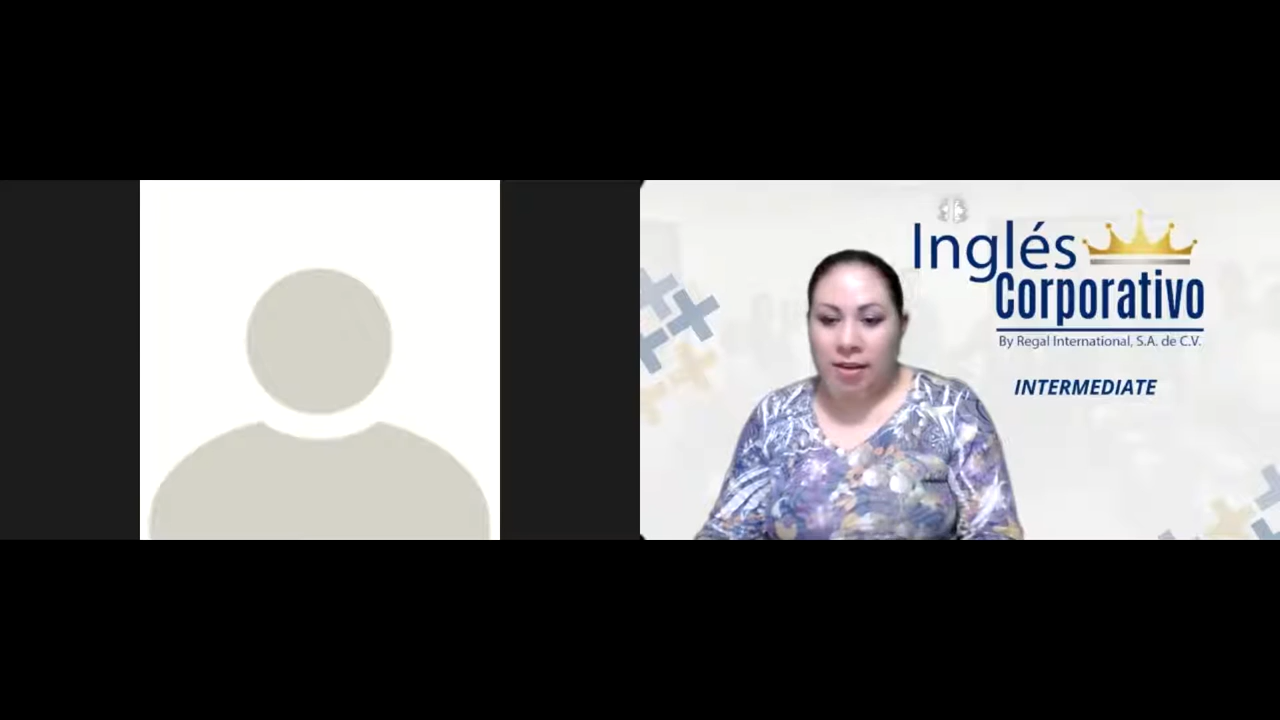 Inglés
Corporativo
By Regal International, S.A. de C.V.
INTERMEDIATE